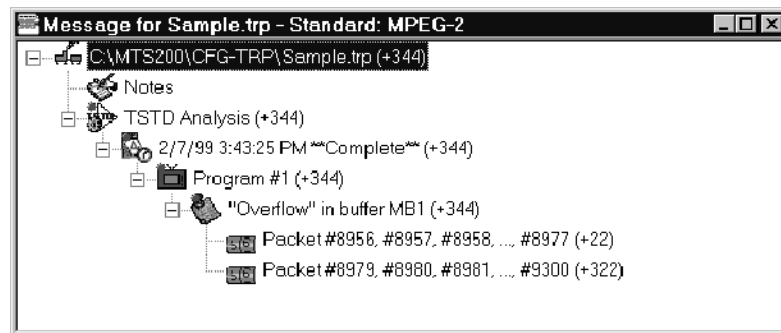 Message for Sample.trp - Standard: MPEG-2
C:\MTS200\CFG-TRP\Sample.trp (+344)
Notes
TSTD Analysis (+344)
2/7/99 3:43:25 PM **Complete** (+344)
Program #1 (+344)
"Overflow" in buffer MB1 (+344)
Packet #8956, #8957, #8958, ..., #8977 (+22)
Packet #8979, #8980, #8981, ..., #9300 (+322)